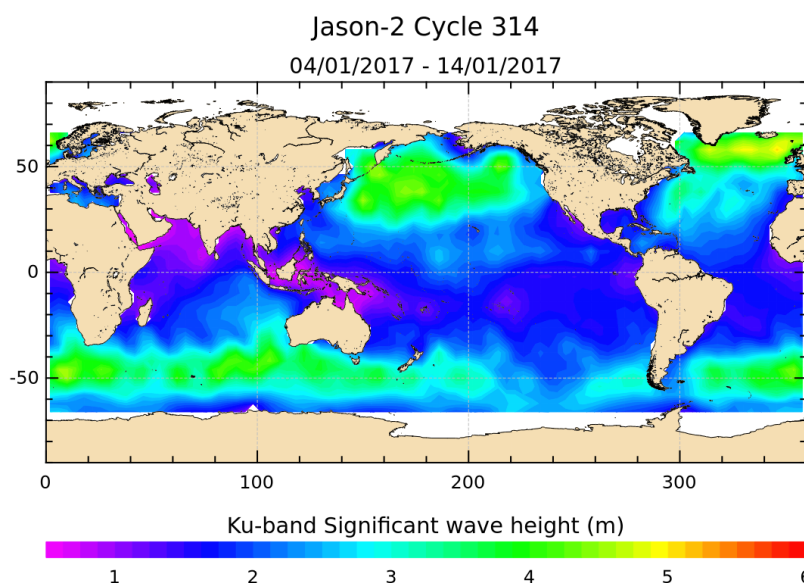 Jason-2 Cycle 314
04/01/2017 - 14/01/2017
50
0
-50
0 100 200 300
Ku-band Significant wave height (m)
1 2 3 4 5 6